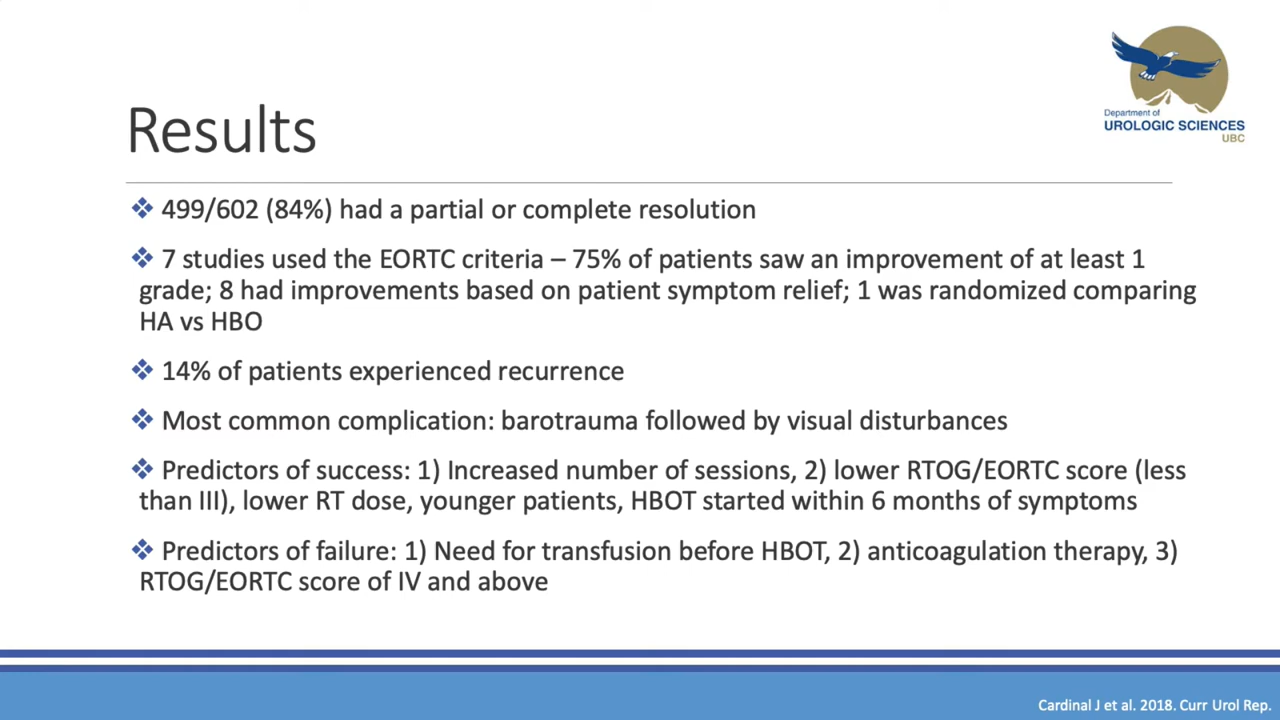 Department of
UROLOGIC SCIENCES
UBC
Results
❖ 499/602 (84%) had a partial or complete resolution
❖ 7 studies used the EORTC criteria – 75% of patients saw an improvement of at least 1
grade; 8 had improvements based on patient symptom relief; 1 was randomized comparing
HA vs HBO
❖ 14% of patients experienced recurrence
❖ Most common complication: barotrauma followed by visual disturbances
❖ Predictors of success: 1) Increased number of sessions, 2) lower RTOG/EORTC score (less
than III), lower RT dose, younger patients, HBOT started within 6 months of symptoms
❖ Predictors of failure: 1) Need for transfusion before HBOT, 2) anticoagulation therapy, 3)
RTOG/EORTC score of IV and above
Cardinal J et al. 2018. Curr Urol Rep.